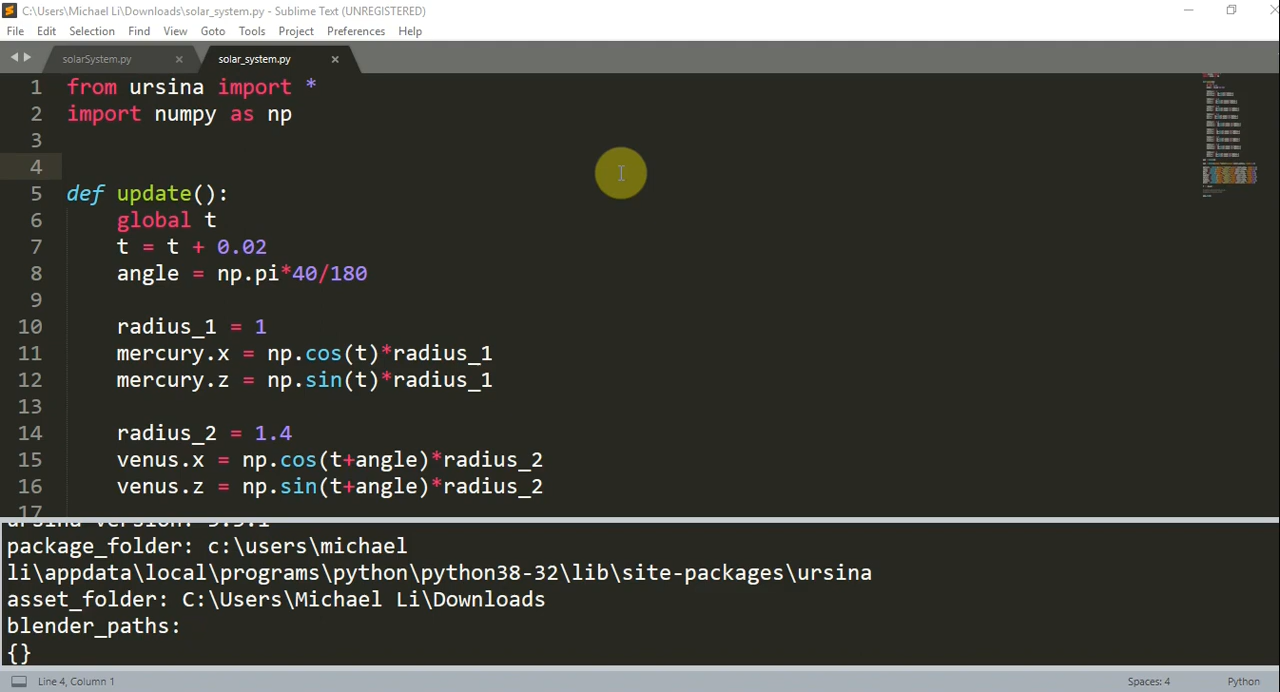 C:\Users\Michael Li\Downloads\solar_system.py - Sublime Text (UNREGISTERED)
File Edit Selection Find View Goto Tools Project Preferences Help
solarSystem.py solar_system.py
1 from ursina import *
2 import numpy as np
3
4
5 def update():
6 global t
7 t = t + 0.02
8 angle = np.pi*40/180
9
10 radius_1 = 1
11 mercury.x = np.cos(t)*radius_1
12 mercury.z = np.sin(t)*radius_1
13
14 radius_2 = 1.4
15 venus.x = np.cos(t+angle)*radius_2
16 venus.z = np.sin(t+angle)*radius_2
17
package_folder: c:\users\michael
li\appdata\local\programs\python\python38-32\lib\site-packages\ursina
asset_folder: C:\Users\Michael Li\Downloads
blender_paths:
{}
Line 4, Column 1 Spaces: 4 Python